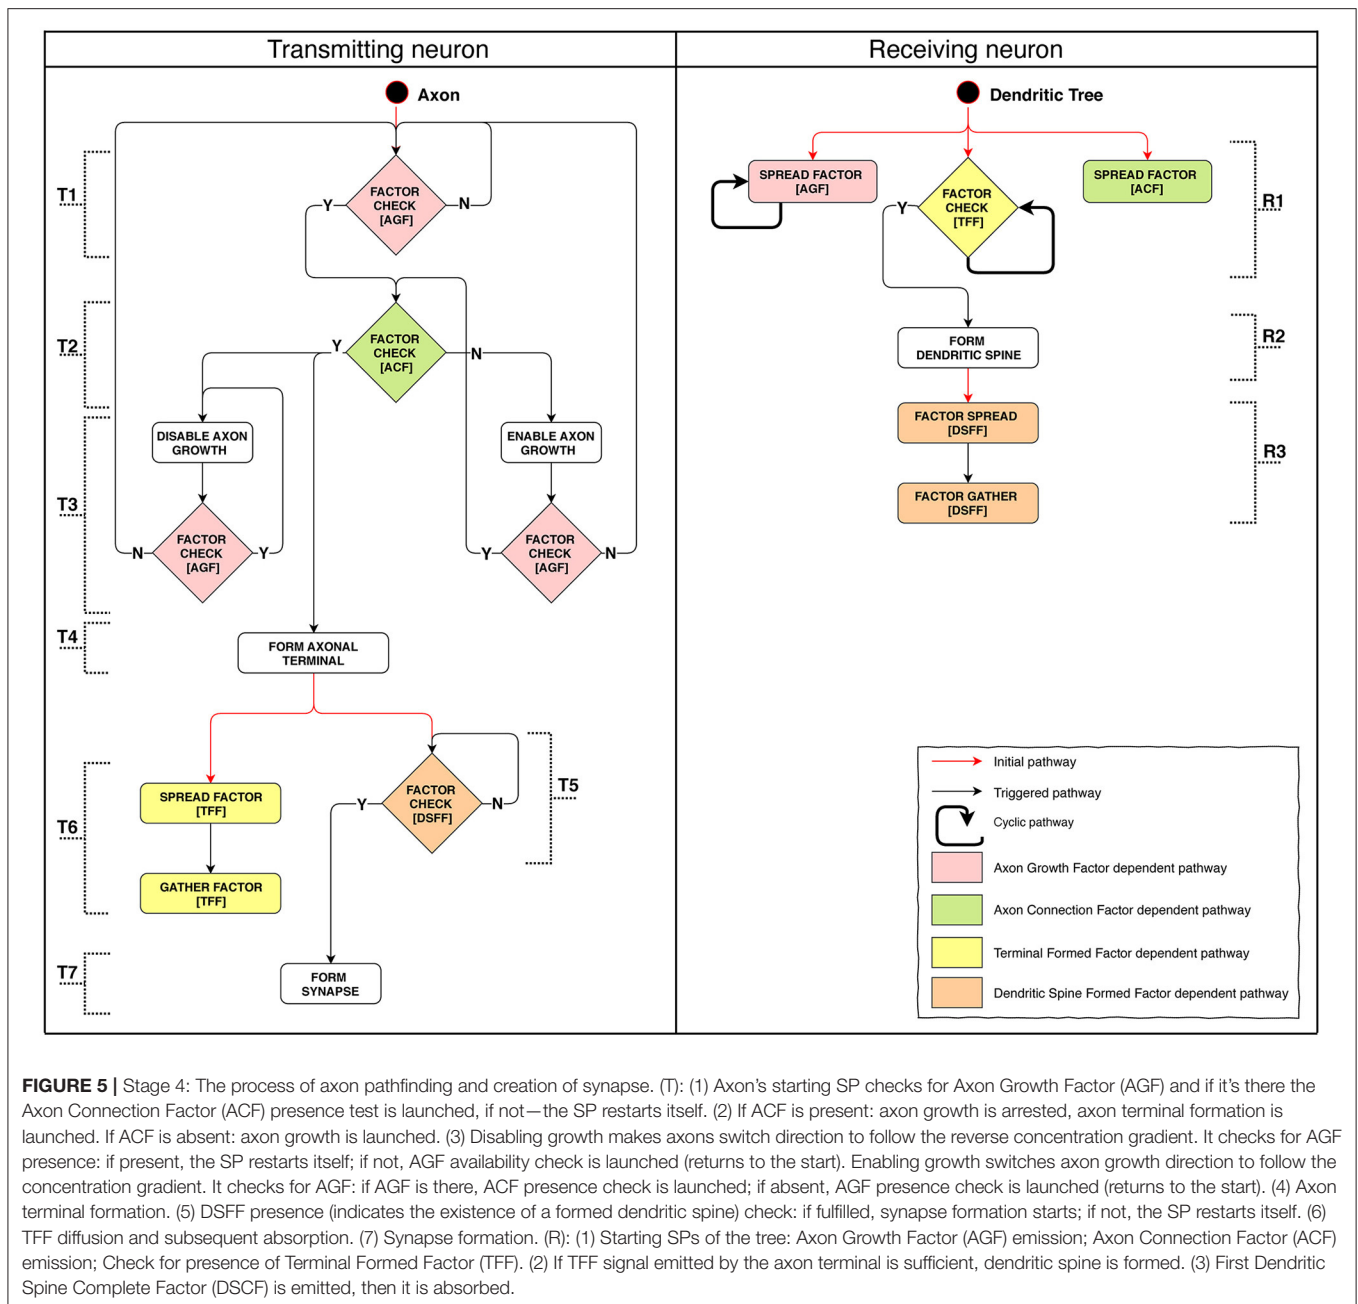 Transmitting neuron
Receiving neuron
Axon
Dendritic Tree
T1
FACTOR
CHECK
[AGF]
Y
N
SPREAD FACTOR
[AGF]
FACTOR
CHECK
[TFF]
Y
SPREAD FACTOR
[ACF]
R1
T2
FACTOR
CHECK
[ACF]
Y
N
FORM
DENDRITIC SPINE
R2
T3
DISABLE AXON
GROWTH
ENABLE AXON
GROWTH
FACTOR SPREAD
[DSFF]
R3
FACTOR GATHER
[DSFF]
N
FACTOR
CHECK
[AGF]
Y
Y
FACTOR
CHECK
[AGF]
N
T4
FORM AXONAL
TERMINAL
T5
T6
SPREAD FACTOR
[TFF]
Y
FACTOR
CHECK
[DSFF]
N
GATHER FACTOR
[TFF]
T7
FORM
SYNAPSE
Initial pathway
Triggered pathway
Cyclic pathway
Axon Growth Factor dependent pathway
Axon Connection Factor dependent pathway
Terminal Formed Factor dependent pathway
Dendritic Spine Formed Factor dependent pathway
FIGURE 5 | Stage 4: The process of axon pathfinding and creation of synapse. (T): (1) Axon's starting SP checks for Axon Growth Factor (AGF) and if it's there the
Axon Connection Factor (ACF) presence test is launched, if not—the SP restarts itself. (2) If ACF is present: axon growth is arrested, axon terminal formation is
launched. If ACF is absent: axon growth is launched. (3) Disabling growth makes axons switch direction to follow the reverse concentration gradient. It checks for AGF
presence: if present, the SP restarts itself; if not, AGF availability check is launched (returns to the start). Enabling growth switches axon growth direction to follow the
concentration gradient. It checks for AGF: if AGF is there, ACF presence check is launched; if absent, AGF presence check is launched (returns to the start). (4) Axon
terminal formation. (5) DSFF presence (indicates the existence of a formed dendritic spine) check: if fulfilled, synapse formation starts; if not, the SP restarts itself. (6)
TFF diffusion and subsequent absorption. (7) Synapse formation. (R): (1) Starting SPs of the tree: Axon Growth Factor (AGF) emission; Axon Connection Factor (ACF)
emission; Check for presence of Terminal Formed Factor (TFF). (2) If TFF signal emitted by the axon terminal is sufficient, dendritic spine is formed. (3) First Dendritic
Spine Complete Factor (DSCF) is emitted, then it is absorbed.